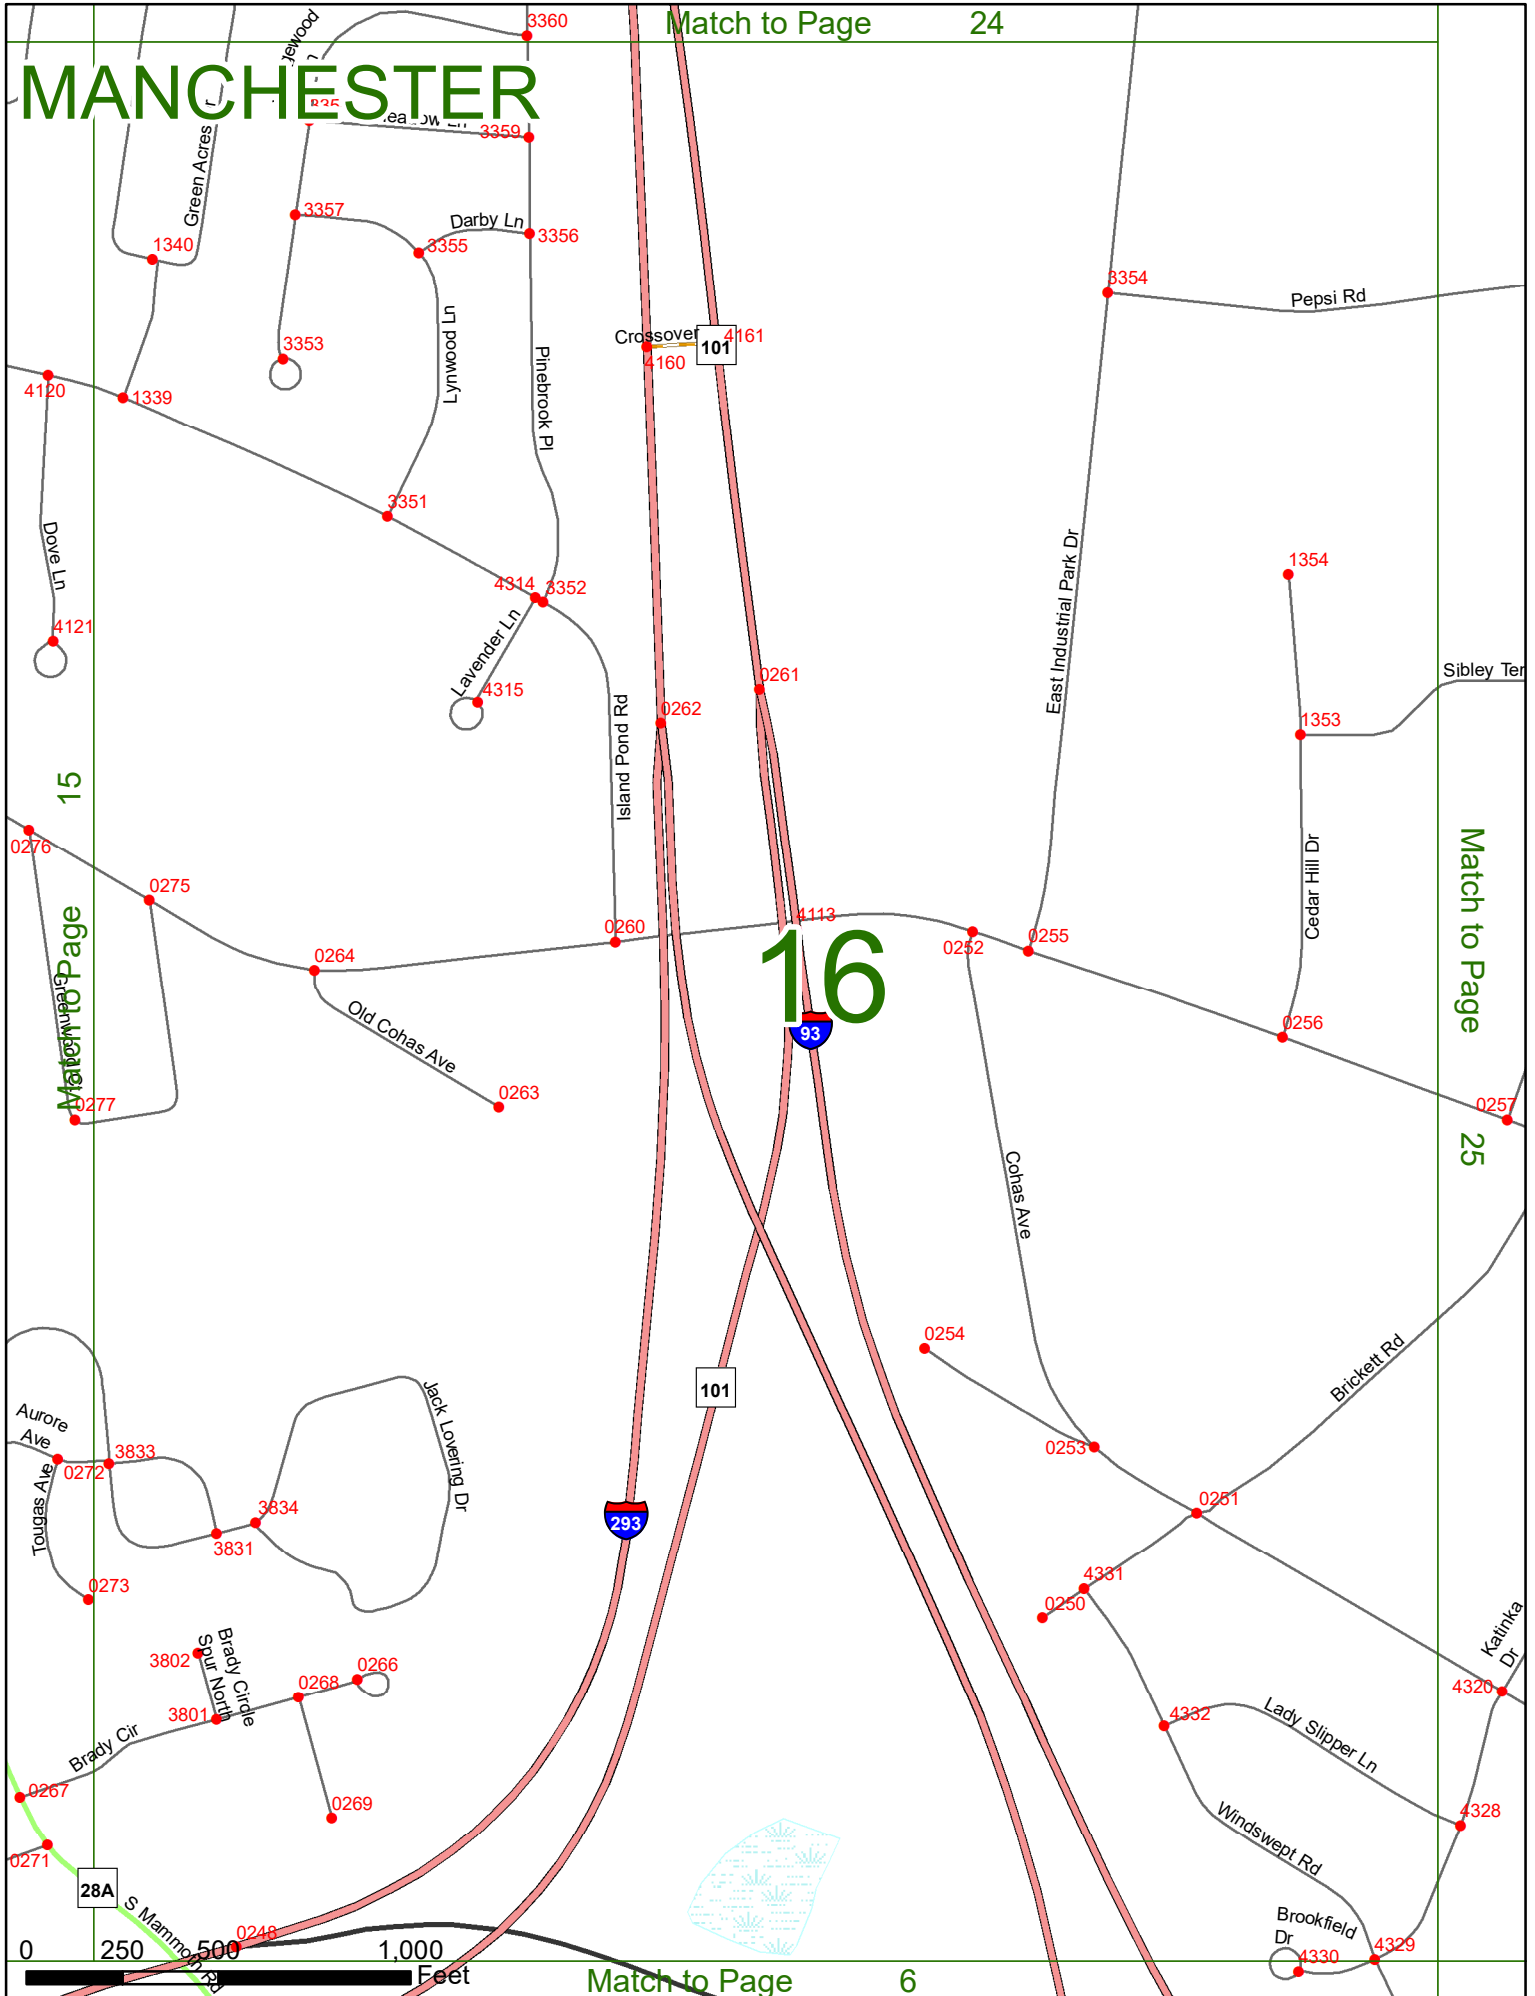 Match to Page 24
MANCHESTER
3360
3359
Green Acres
3357
Darby Ln
3356
3355
1340
3354
Pepsi Rd
Crossover
101
4161
4160
3353
Lynwood Ln
Pinebrook Pl
4120
1339
3351
Dove Ln
East Industrial Park Dr
1354
4314
3352
Lavender Ln
4121
4315
0261
0262
Sibley Ter
1353
Island Pond Rd
15
Match to Page
0276
0275
Cedar Hill Dr
Match to Page
25
0260
4113
0252
0255
0264
16
93
Old Cohas Ave
0256
0263
0277
0257
Cohas Ave
0254
Brickett Rd
101
Jack Lovering Dr
Aurore
Ave
3833
0272
Tougas Ave
0253
3834
3831
293
0251
0273
4331
0250
Katinka
Dr
3802
Brady Circle
Spur North
0266
0268
3801
4320
4332
Lady Slipper Ln
Brady Cir
0267
0269
4328
Windswept Rd
0271
28A
S Mammoth Rd
0248
Brookfield
Dr
4329
4330
0 250 500 1,000
Feet
Match to Page 6